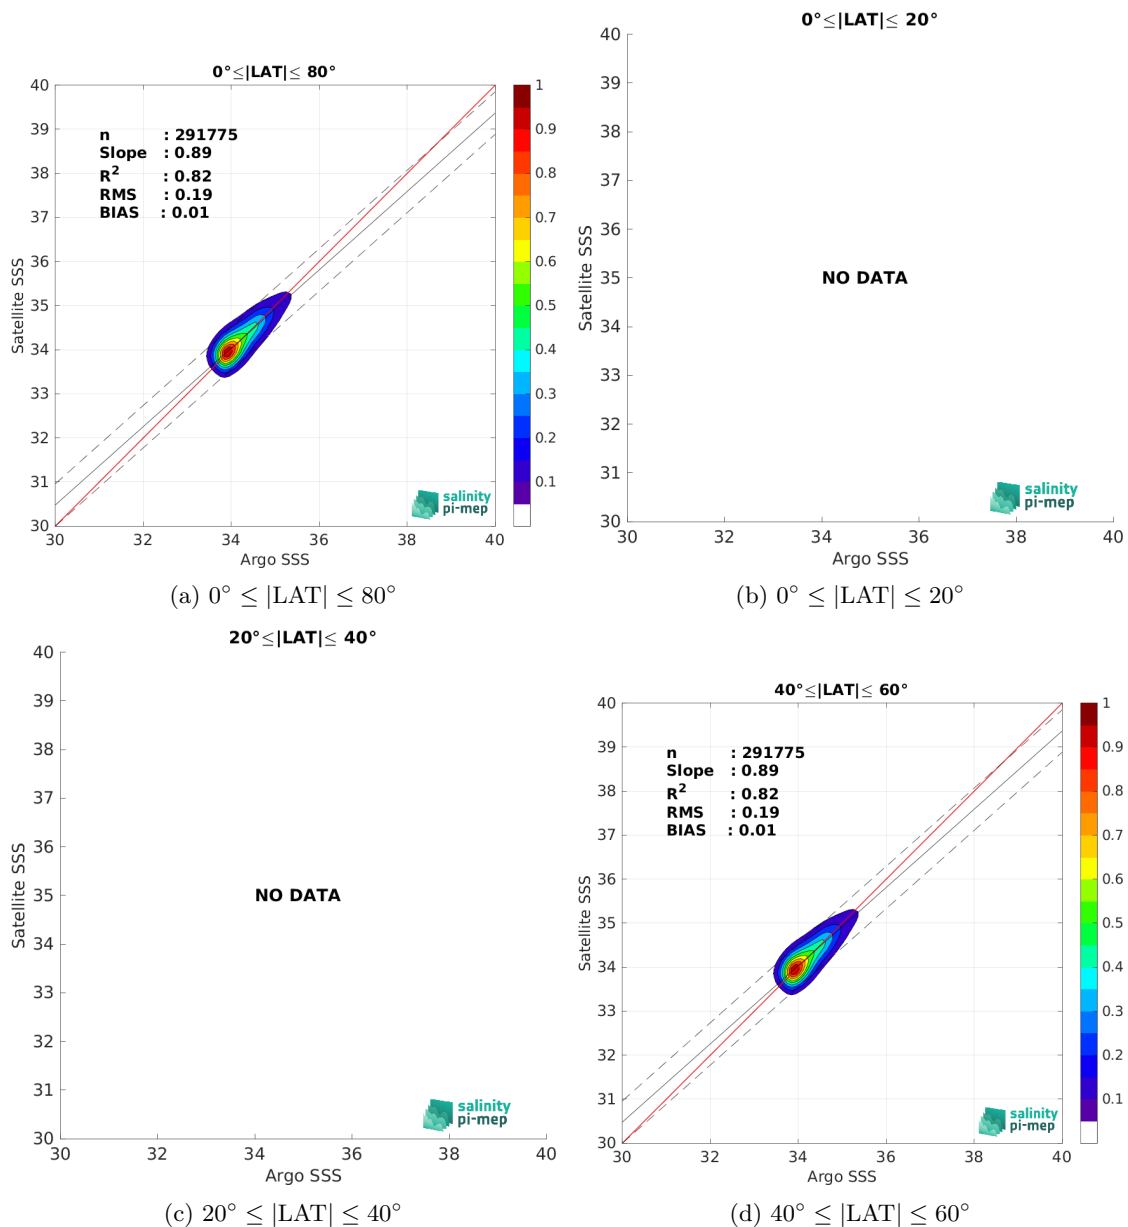 0°≤|LAT|≤ 80°
40
39
38
37
36
35
34
33
32
31
30
30 32 34 36 38 40
Satellite SSS
Argo SSS
n : 291775
Slope : 0.89
R² : 0.82
RMS : 0.19
BIAS : 0.01
1
0.9
0.8
0.7
0.6
0.5
0.4
0.3
0.2
0.1
salinity
pi-mep
(a) 0° ≤ |LAT| ≤ 80°
0°≤|LAT|≤ 20°
40
39
38
37
36
35
34
33
32
31
30
30 32 34 36 38 40
Satellite SSS
Argo SSS
NO DATA
salinity
pi-mep
(b) 0° ≤ |LAT| ≤ 20°
20°≤|LAT|≤ 40°
40
39
38
37
36
35
34
33
32
31
30
30 32 34 36 38 40
Satellite SSS
Argo SSS
NO DATA
salinity
pi-mep
(c) 20° ≤ |LAT| ≤ 40°
40°≤|LAT|≤ 60°
40
39
38
37
36
35
34
33
32
31
30
30 32 34 36 38 40
Satellite SSS
Argo SSS
n : 291775
Slope : 0.89
R² : 0.82
RMS : 0.19
BIAS : 0.01
1
0.9
0.8
0.7
0.6
0.5
0.4
0.3
0.2
0.1
salinity
pi-mep
(d) 40° ≤ |LAT| ≤ 60°